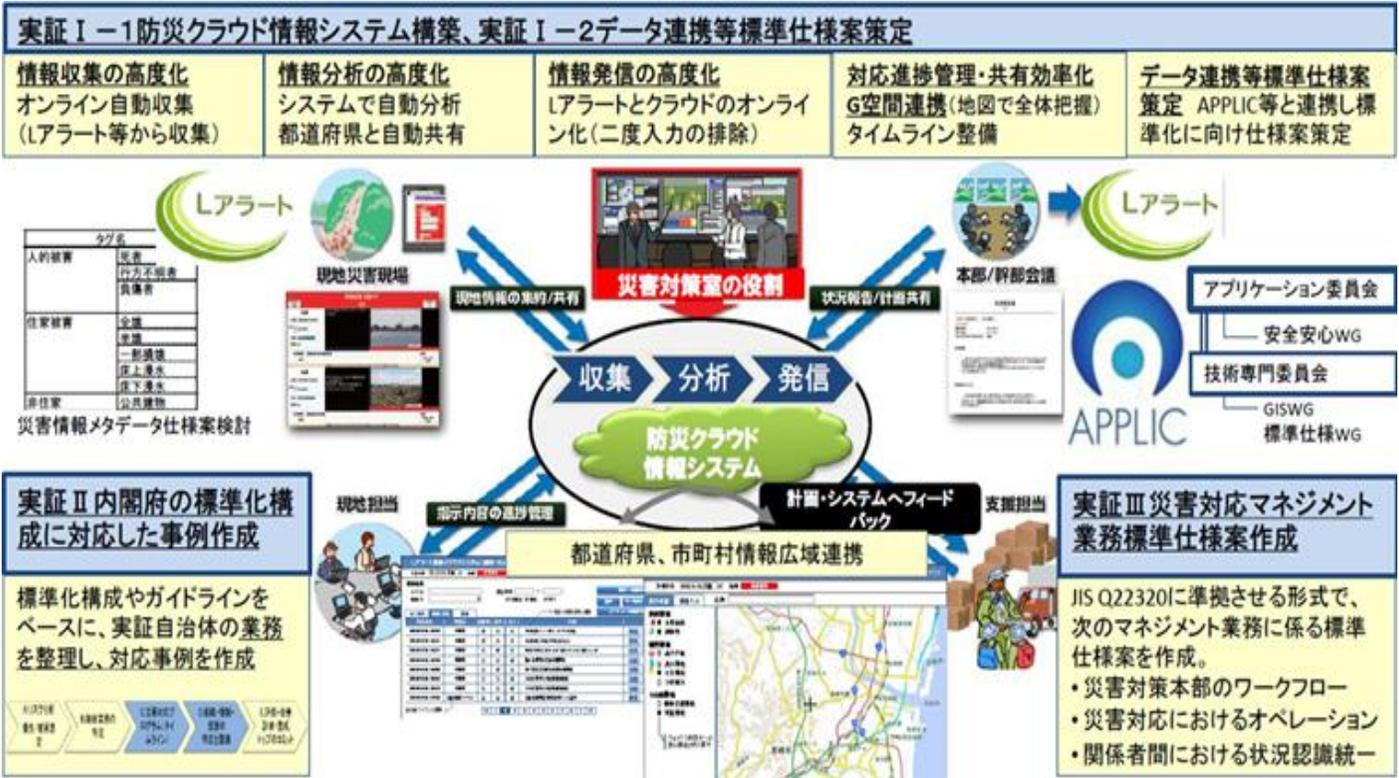 実証Ⅰ－1防災クラウド情報システム構築、実証Ⅰ－2データ連携等標準仕様案策定
情報収集の高度化
オンライン自動収集
(Lアラート等から収集)
情報分析の高度化
システムで自動分析
都道府県と自動共有
情報発信の高度化
Lアラートとクラウドのオンライ
ン化(二度入力の排除)
対応進捗管理・共有効率化
G空間連携(地図で全体把握)
タイムライン整備
データ連携等標準仕様案
策定 APPLIC等と連携し標
準化に向け仕様案策定
Lアラート
タグ名
人的被害
死者
行方不明者
負傷者
住家被害
全壊
半壊
一部損壊
床上浸水
床下浸水
非住家
公共建物
災害情報メタデータ仕様案検討
現地災害現場
現地情報の集約/共有
災害対策室の役割
状況報告/計画共有
本部/幹部会議
Lアラート
APPLIC
アプリケーション委員会
安全安心WG
技術専門委員会
GISWG
標準仕様WG
収集
分析
発信
防災クラウド
情報システム
現地担当
指示内容の進捗管理
計画・システムへフィード
バック
支援担当
都道府県、市町村情報広域連携
実証Ⅱ内閣府の標準化構
成に対応した事例作成
標準化構成やガイドラインを
ベースに、実証自治体の業務
を整理し、対応事例を作成
実証Ⅲ災害対応マネジメント
業務標準仕様案作成
JIS Q22320に準拠させる形式で、
次のマネジメント業務に係る標準
仕様案を作成。
・災害対策本部のワークフロー
・災害対応におけるオペレーション
・関係者間における状況認識統一